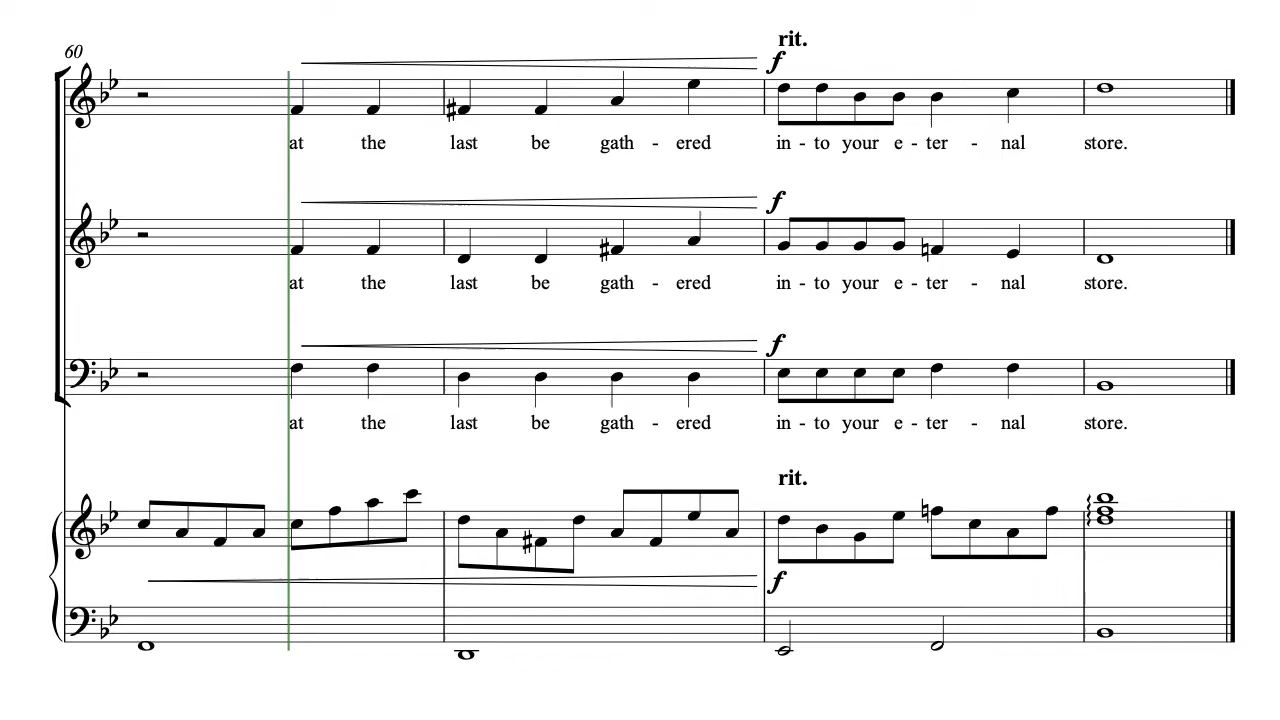 60
rit.
f
at the last be gath - ered in - to your e - ter - nal store.
f
at the last be gath - ered in - to your e - ter - nal store.
f
at the last be gath - ered in - to your e - ter - nal store.
rit.
f